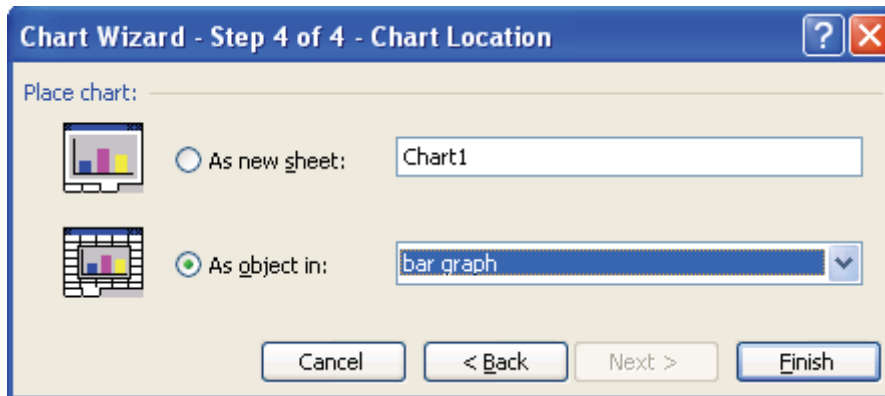 Chart Wizard - Step 4 of 4 - Chart Location
Place chart:
As new sheet: Chart1
As object in: bar graph
Cancel < Back Next > Finish